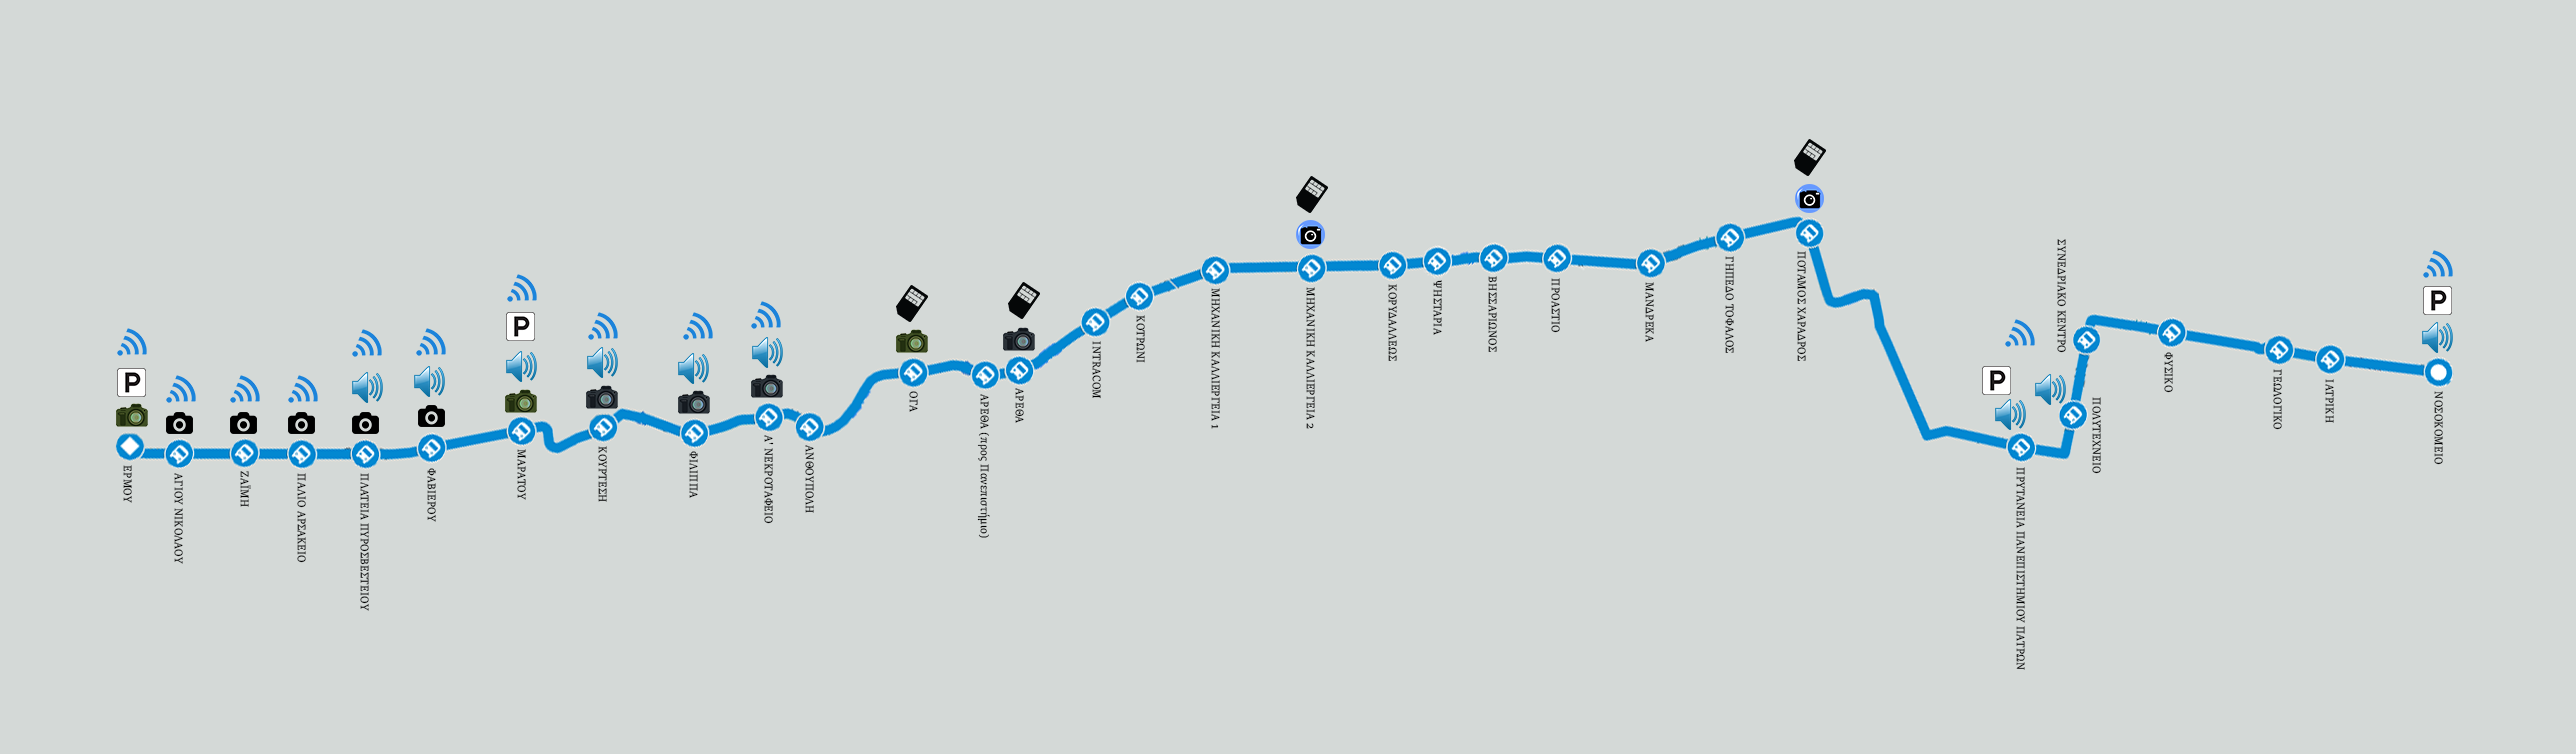 ΕΡΜΟΥ
ΑΓΙΟΥ ΝΙΚΟΛΑΟΥ
ΖΑΪΜΗ
ΠΑΛΙΟ ΑΡΣΑΚΕΙΟ
ΠΛΑΤΕΙΑ ΠΥΡΟΣΒΕΣΤΕΙΟΥ
ΦΑΒΙΕΡΟΥ
ΜΑΡΑΤΟΥ
ΚΟΥΡΤΕΣΗ
ΦΙΛΙΠΠΑ
Α' ΝΕΚΡΟΤΑΦΕΙΟ
ΑΝΘΟΥΠΟΛΗ
ΟΓΑ
ΑΡΕΘΑ (προς Πανεπιστήμιο)
ΑΡΕΘΑ
INTRACOM
ΚΟΤΡΩΝΙ
ΜΗΧΑΝΙΚΗ ΚΑΛΛΙΕΡΓΕΙΑ 1
ΜΗΧΑΝΙΚΗ ΚΑΛΛΙΕΡΓΕΙΑ 2
ΚΟΡΥΔΑΛΛΕΩΣ
ΨΗΣΤΑΡΙΑ
ΒΗΣΣΑΡΙΩΝΟΣ
ΠΡΟΑΣΤΙΟ
ΜΑΝΔΡΕΚΑ
ΓΗΠΕΔΟ ΤΟΦΑΛΟΣ
ΠΟΤΑΜΟΣ ΧΑΡΑΔΡΟΣ
ΠΡΥΤΑΝΕΙΑ ΠΑΝΕΠΙΣΤΗΜΙΟΥ ΠΑΤΡΩΝ
ΠΟΛΥΤΕΧΝΕΙΟ
ΣΥΝΕΔΡΙΑΚΟ ΚΕΝΤΡΟ
ΦΥΣΙΚΟ
ΓΕΩΛΟΓΙΚΟ
ΙΑΤΡΙΚΗ
ΝΟΣΟΚΟΜΕΙΟ
P
P
P
P